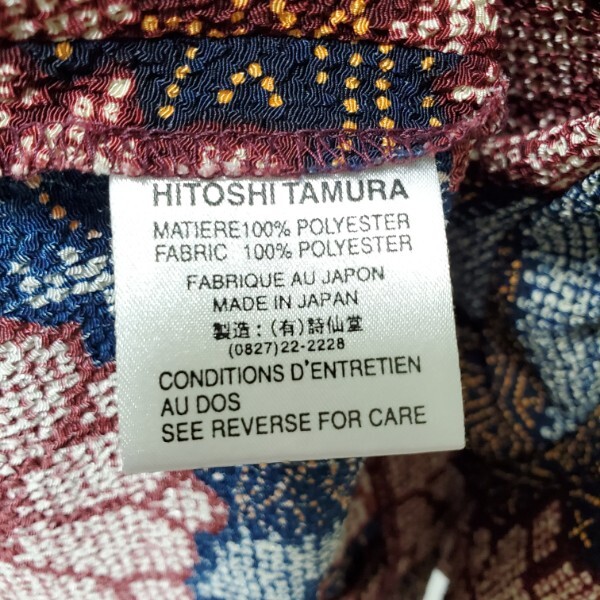 HITOSHI TAMURA
MATIERE100% POLYESTER
FABRIC 100% POLYESTER
FABRIQUE AU JAPON
MADE IN JAPAN
製造：(有)詩仙堂
(0827)22-2228
CONDITIONS D'ENTRETIEN
AU DOS
SEE REVERSE FOR CARE